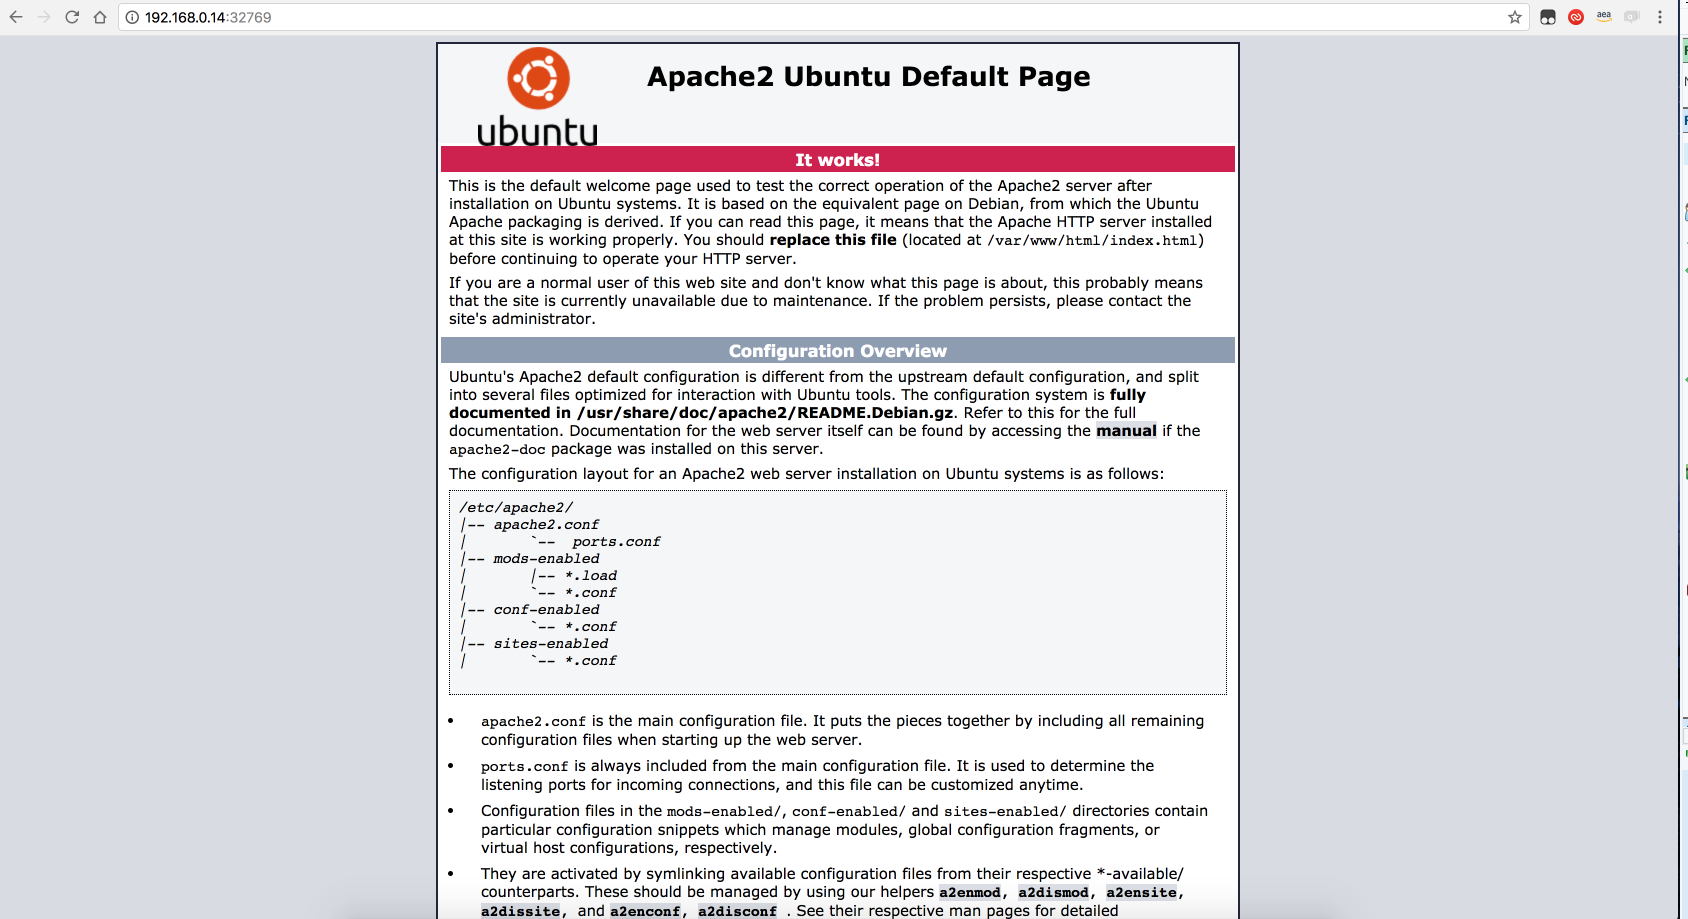 192.168.0.14:32769
aea
ubuntu
Apache2 Ubuntu Default Page
It works!
This is the default welcome page used to test the correct operation of the Apache2 server after
installation on Ubuntu systems. It is based on the equivalent page on Debian, from which the Ubuntu
Apache packaging is derived. If you can read this page, it means that the Apache HTTP server installed
at this site is working properly. You should replace this file (located at /var/www/html/index.html)
before continuing to operate your HTTP server.
If you are a normal user of this web site and don't know what this page is about, this probably means
that the site is currently unavailable due to maintenance. If the problem persists, please contact the
site's administrator.
Configuration Overview
Ubuntu's Apache2 default configuration is different from the upstream default configuration, and split
into several files optimized for interaction with Ubuntu tools. The configuration system is fully
documented in /usr/share/doc/apache2/README.Debian.gz. Refer to this for the full
documentation. Documentation for the web server itself can be found by accessing the manual if the
apache2-doc package was installed on this server.
The configuration layout for an Apache2 web server installation on Ubuntu systems is as follows:
/etc/apache2/
|-- apache2.conf
|       `--  ports.conf
|-- mods-enabled
|       |-- *.load
|       `-- *.conf
|-- conf-enabled
|       `-- *.conf
|-- sites-enabled
|       `-- *.conf
• apache2.conf is the main configuration file. It puts the pieces together by including all remaining
configuration files when starting up the web server.
• ports.conf is always included from the main configuration file. It is used to determine the
listening ports for incoming connections, and this file can be customized anytime.
• Configuration files in the mods-enabled/, conf-enabled/ and sites-enabled/ directories contain
particular configuration snippets which manage modules, global configuration fragments, or
virtual host configurations, respectively.
• They are activated by symlinking available configuration files from their respective *-available/
counterparts. These should be managed by using our helpers a2enmod, a2dismod, a2ensite,
a2dissite, and a2enconf, a2disconf . See their respective man pages for detailed